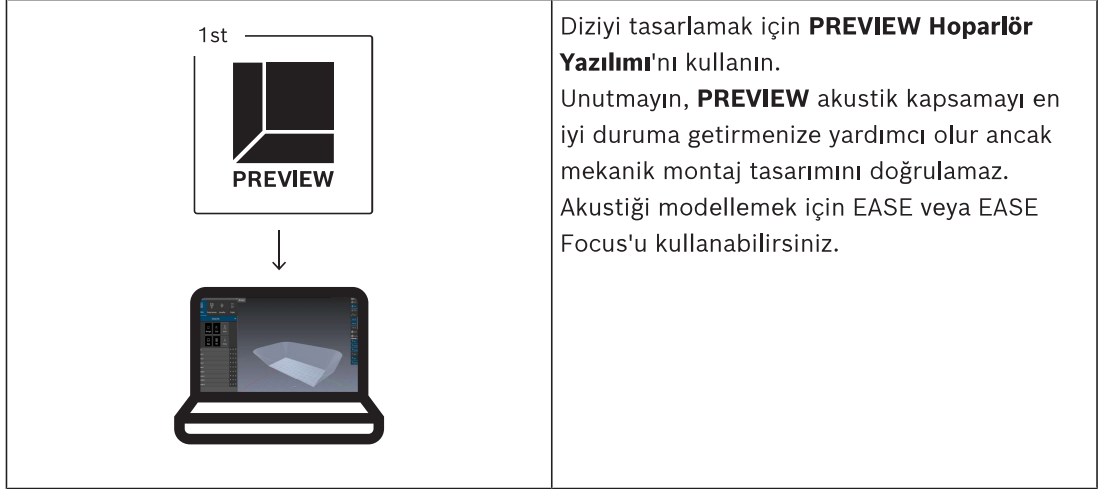 1st
PREVIEW
Diziyi tasarlamak için PREVIEW Hoparlör
Yazılımı'nı kullanın.
Unutmayın, PREVIEW akustik kapsamayı en
iyi duruma getirmenize yardımcı olur ancak
mekanik montaj tasarımını doğrulamaz.
Akustiği modellemek için EASE veya EASE
Focus'u kullanabilirsiniz.